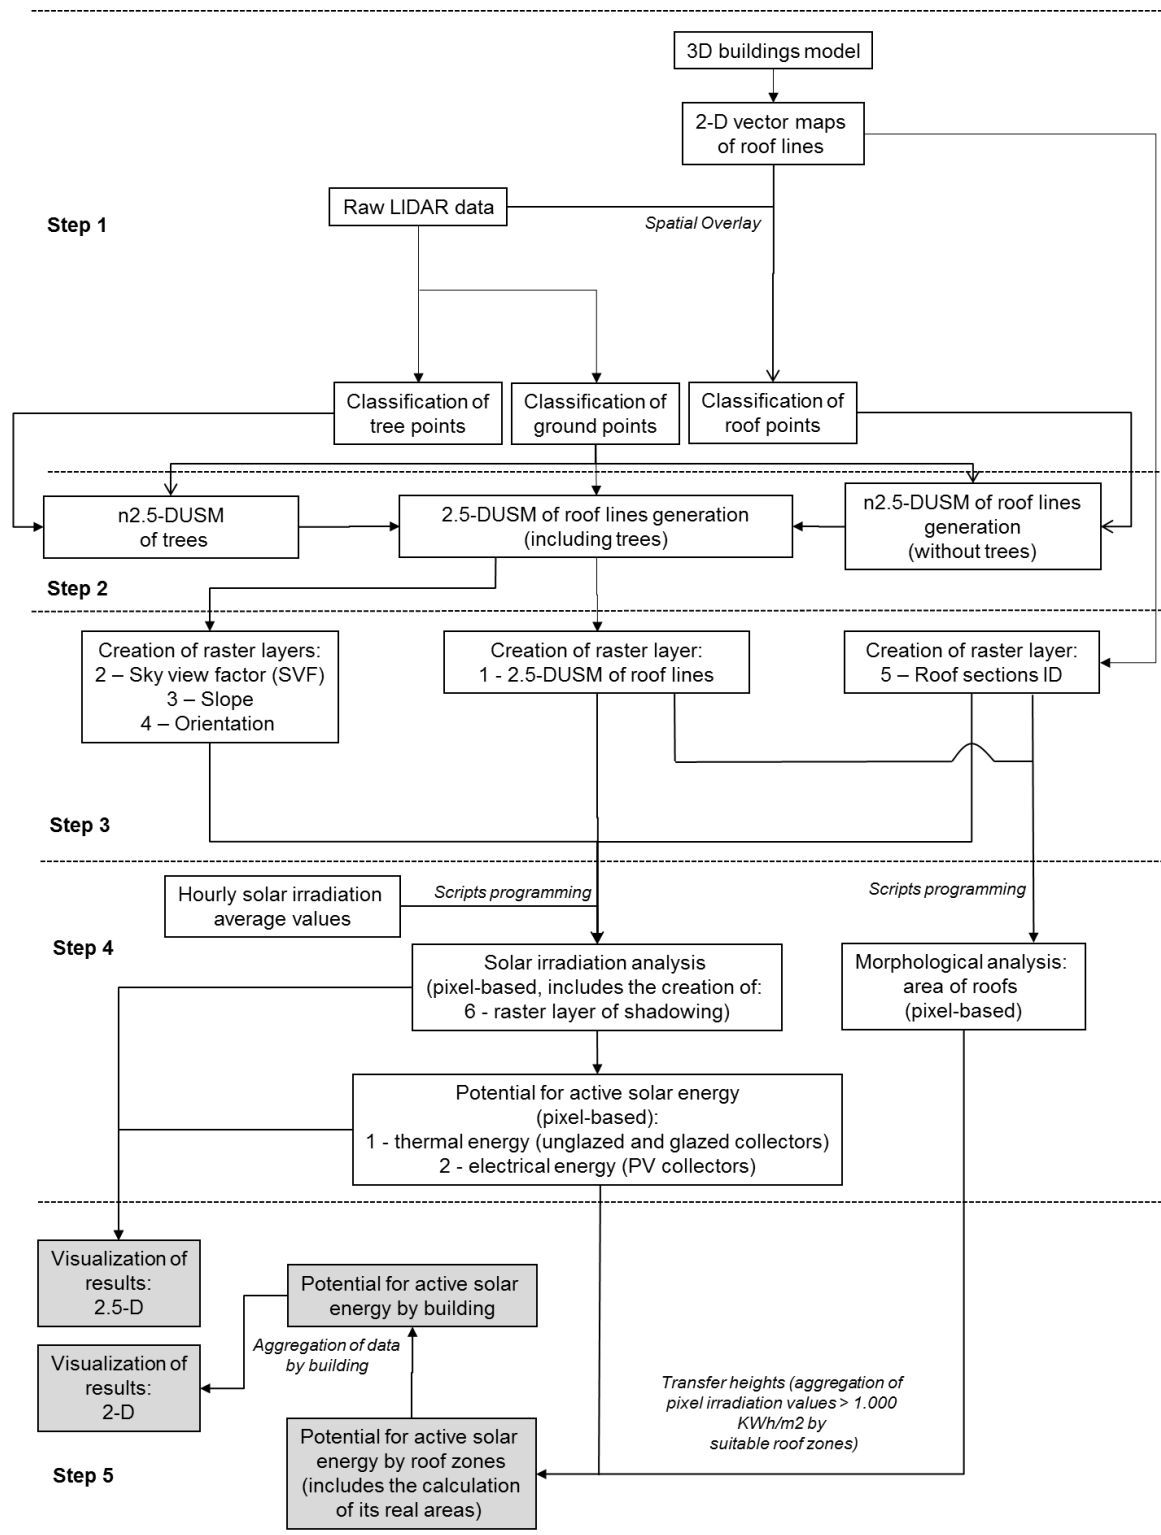 3D buildings model
2-D vector maps
of roof lines
Raw LIDAR data
Spatial Overlay
Step 1
Classification of
tree points
Classification of
ground points
Classification of
roof points
n2.5-DUSM
of trees
2.5-DUSM of roof lines generation
(including trees)
n2.5-DUSM of roof lines
generation
(without trees)
Step 2
Creation of raster layers:
2 – Sky view factor (SVF)
3 – Slope
4 – Orientation
Creation of raster layer:
1 - 2.5-DUSM of roof lines
Creation of raster layer:
5 – Roof sections ID
Step 3
Hourly solar irradiation
average values
Scripts programming
Scripts programming
Step 4
Solar irradiation analysis
(pixel-based, includes the creation of:
6 - raster layer of shadowing)
Morphological analysis:
area of roofs
(pixel-based)
Potential for active solar energy
(pixel-based):
1 - thermal energy (unglazed and glazed collectors)
2 - electrical energy (PV collectors)
Visualization of
results:
2.5-D
Potential for active solar
energy by building
Aggregation of data
by building
Visualization of
results:
2-D
Transfer heights (aggregation of
pixel irradiation values > 1.000
KWh/m2 by
suitable roof zones)
Potential for active solar
energy by roof zones
(includes the calculation
of its real areas)
Step 5